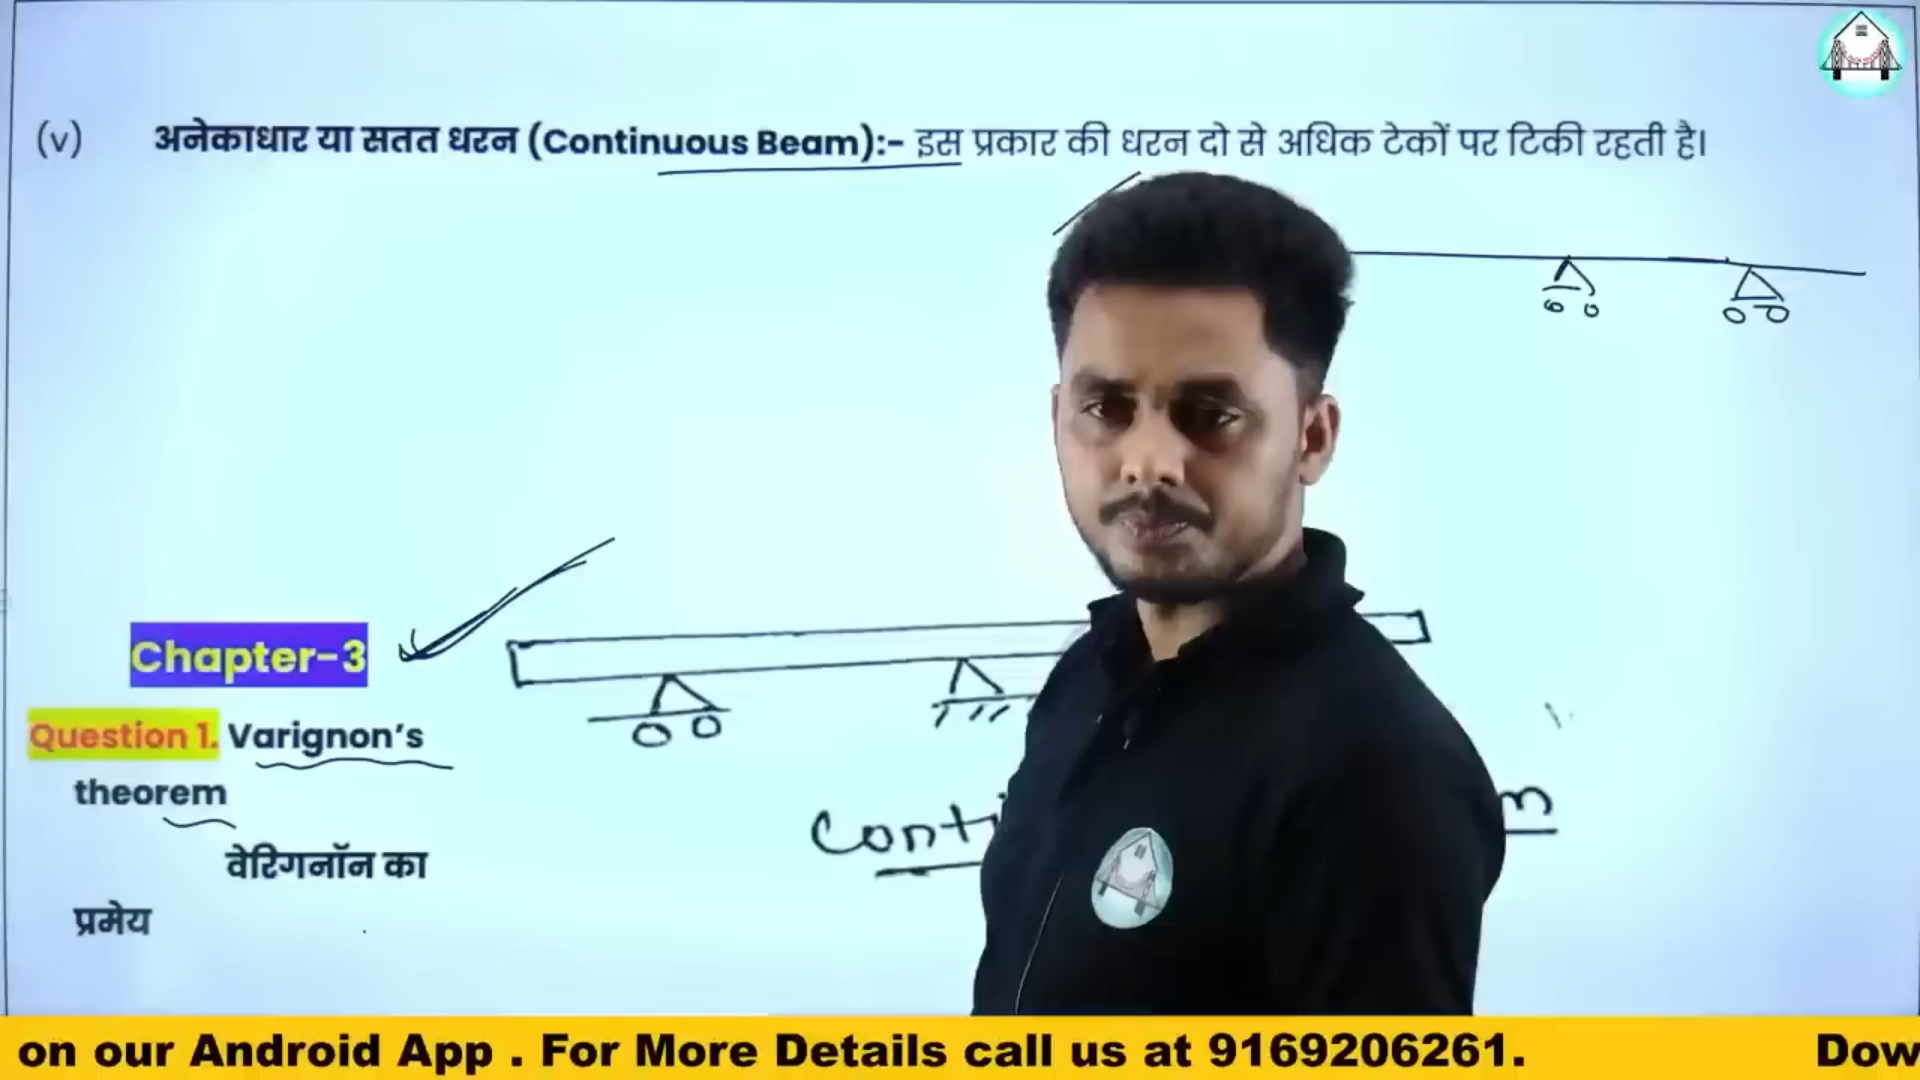 (v) अनेकाधार या सतत धरन (Continuous Beam):- इस प्रकार की धरन दो से अधिक टेकों पर टिकी रहती है।
Chapter-3
Question 1. Varignon’s
theorem
वेरिगनॉन का
प्रमेय
Conti
m
on our Android App . For More Details call us at 9169206261. Dow